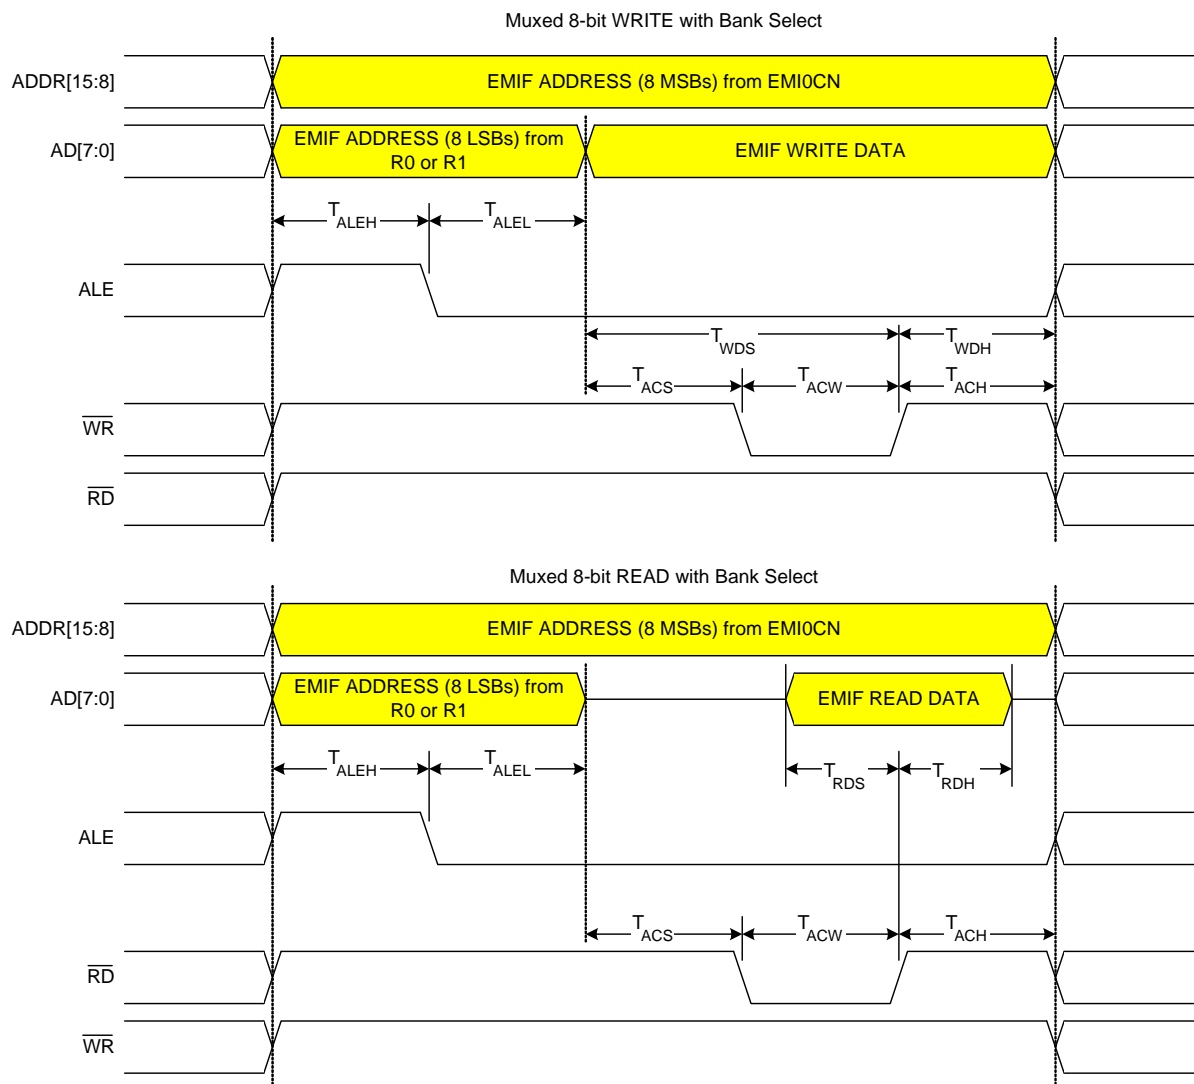 Muxed 8-bit WRITE with Bank Select
ADDR[15:8]
EMIF ADDRESS (8 MSBs) from EMI0CN
AD[7:0]
EMIF ADDRESS (8 LSBs) from
R0 or R1
EMIF WRITE DATA
TALEH
TALEL
ALE
TWDS
TWDH
TACS
TACW
TACH
WR
RD
Muxed 8-bit READ with Bank Select
ADDR[15:8]
EMIF ADDRESS (8 MSBs) from EMI0CN
AD[7:0]
EMIF ADDRESS (8 LSBs) from
R0 or R1
EMIF READ DATA
TALEH
TALEL
TRDS
TRDH
ALE
TACS
TACW
TACH
RD
WR